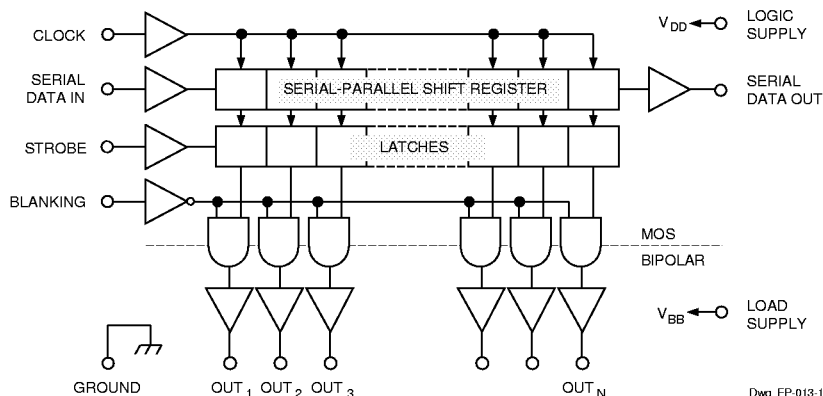 CLOCK
V_DD
LOGIC
SUPPLY
SERIAL
DATA IN
SERIAL-PARALLEL SHIFT REGISTER
SERIAL
DATA OUT
STROBE
LATCHES
BLANKING
MOS
BIPOLAR
V_BB
LOAD
SUPPLY
GROUND
OUT_1 OUT_2 OUT_3
OUT_N
Dwg. EP-013-1